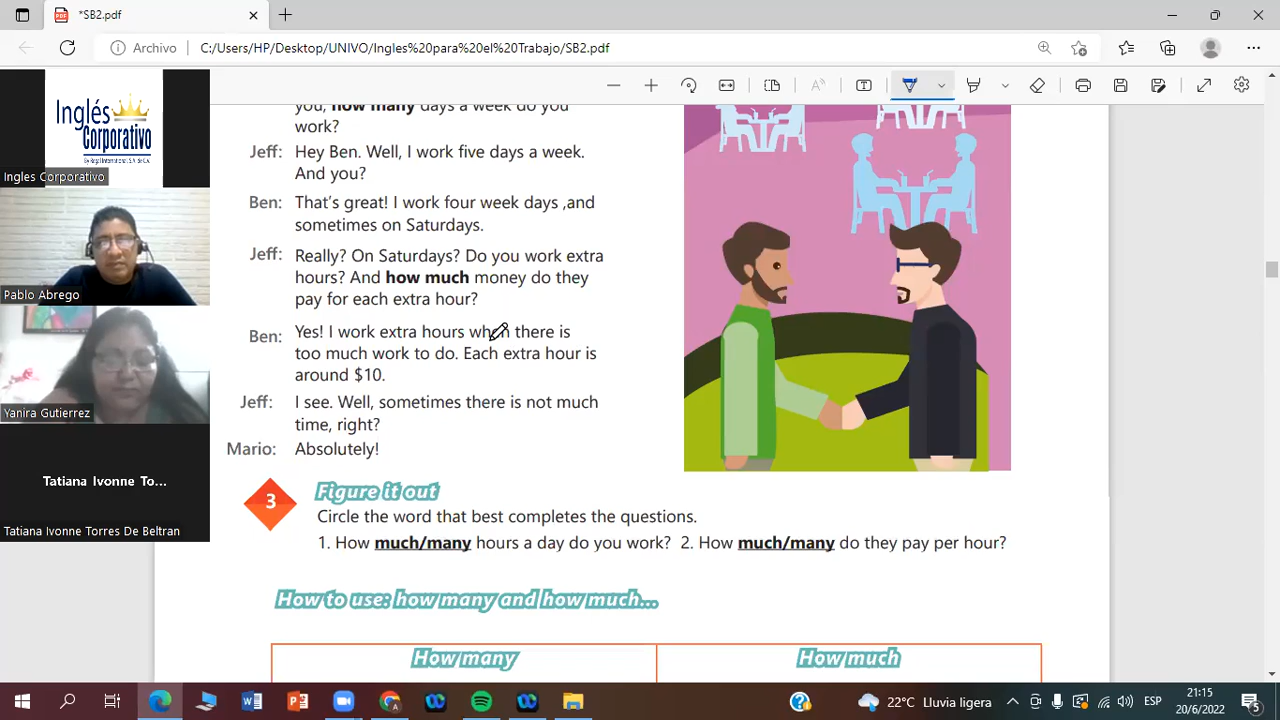 *SB2.pdf
Archivo
C:/Users/HP/Desktop/UNIVO/Ingles%20para%20el%20Trabajo/SB2.pdf
Inglés
Corporativo
By Regal International, S.A. de C.V.
Ingles Corporativo
Pablo Abrego
Yanira Gutierrez
Tatiana Ivonne To...
Tatiana Ivonne Torres De Beltran
you, how many days a week do you
work?
Jeff: Hey Ben. Well, I work five days a week.
And you?
Ben: That's great! I work four week days ,and
sometimes on Saturdays.
Jeff: Really? On Saturdays? Do you work extra
hours? And how much money do they
pay for each extra hour?
Ben: Yes! I work extra hours when there is
too much work to do. Each extra hour is
around $10.
Jeff: I see. Well, sometimes there is not much
time, right?
Mario: Absolutely!
3 Figure it out
Circle the word that best completes the questions.
1. How much/many hours a day do you work? 2. How much/many do they pay per hour?
How to use: how many and how much...
How many How much
22°C Lluvia ligera
ESP
21:15
20/6/2022
5